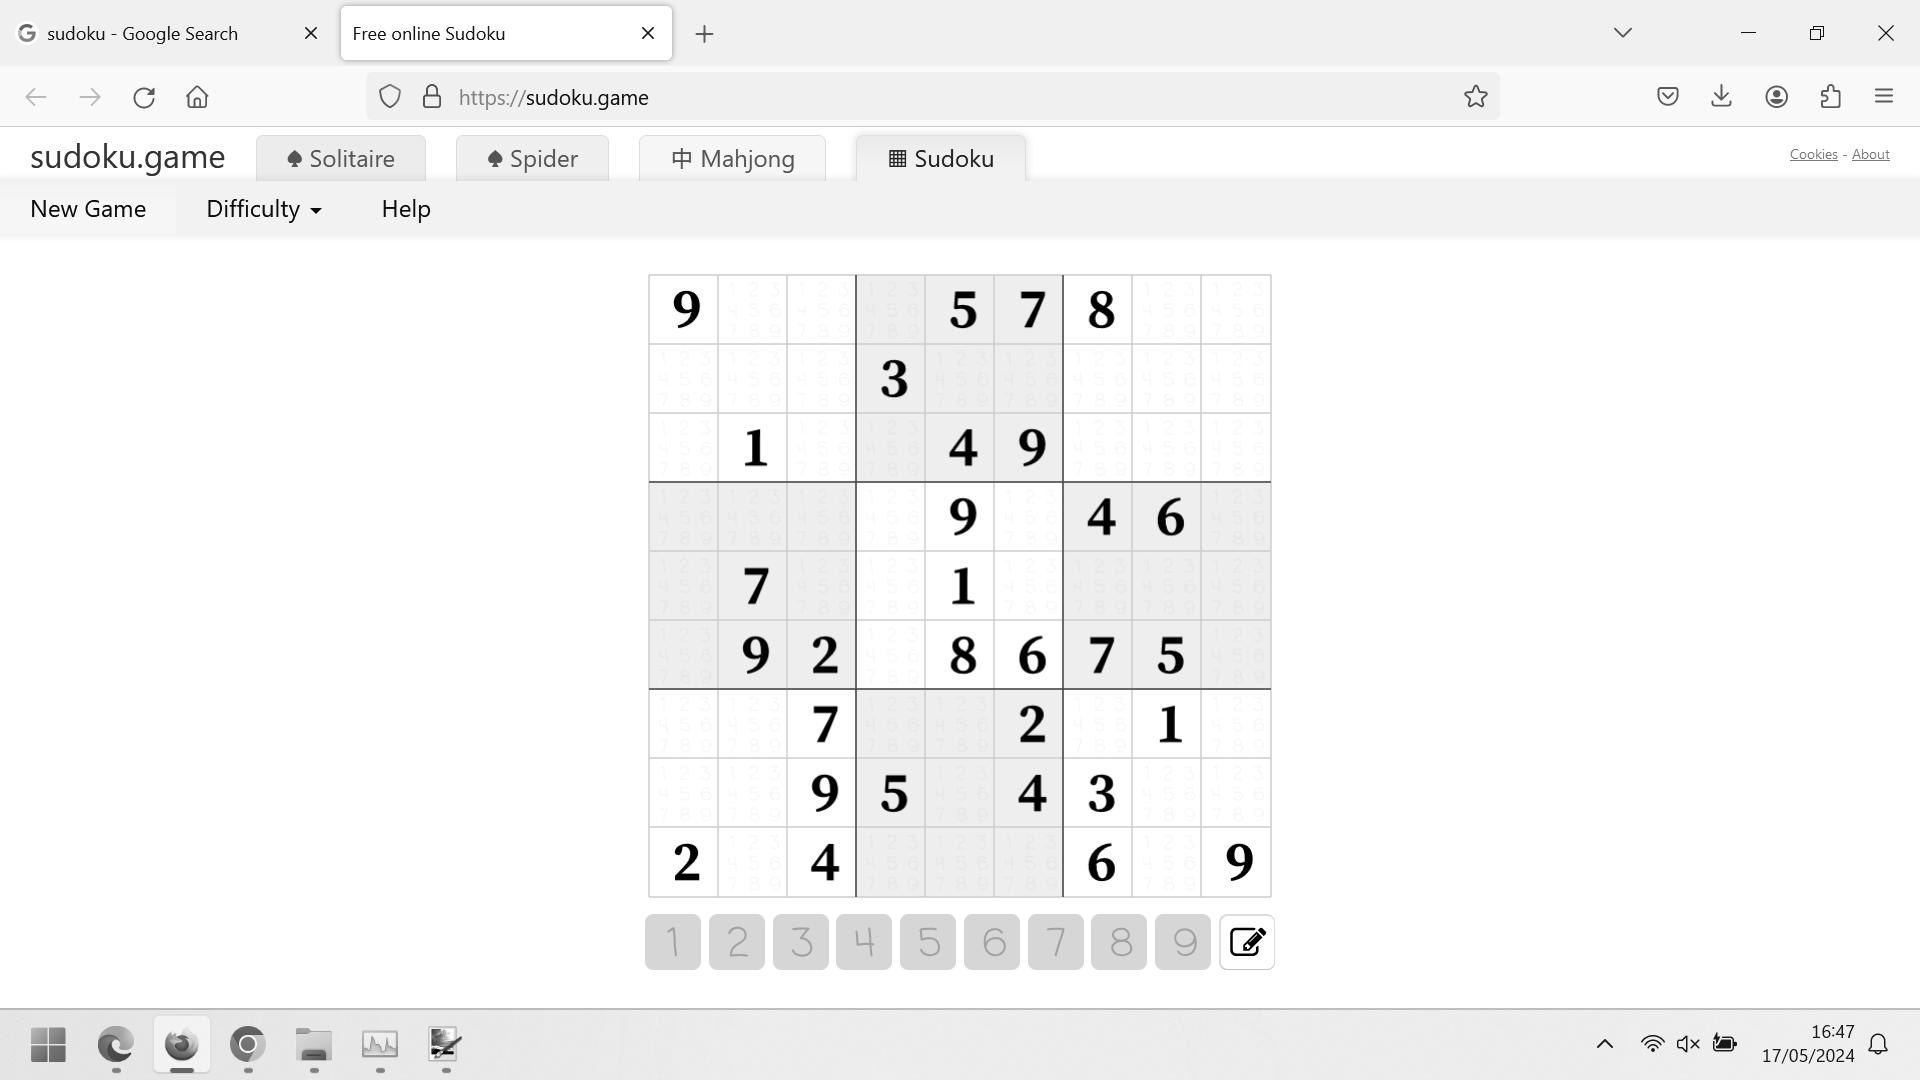 sudoku - Google Search
Free online Sudoku
https://sudoku.game
sudoku.game
Solitaire
Spider
中 Mahjong
Sudoku
Cookies - About
New Game
Difficulty
Help
9 5 7 8
3
1 4 9
9 4 6
7 1
9 2 8 6 7 5
7 2 1
9 5 4 3
2 4 6 9
1 2 3 4 5 6 7 8 9
16:47
17/05/2024